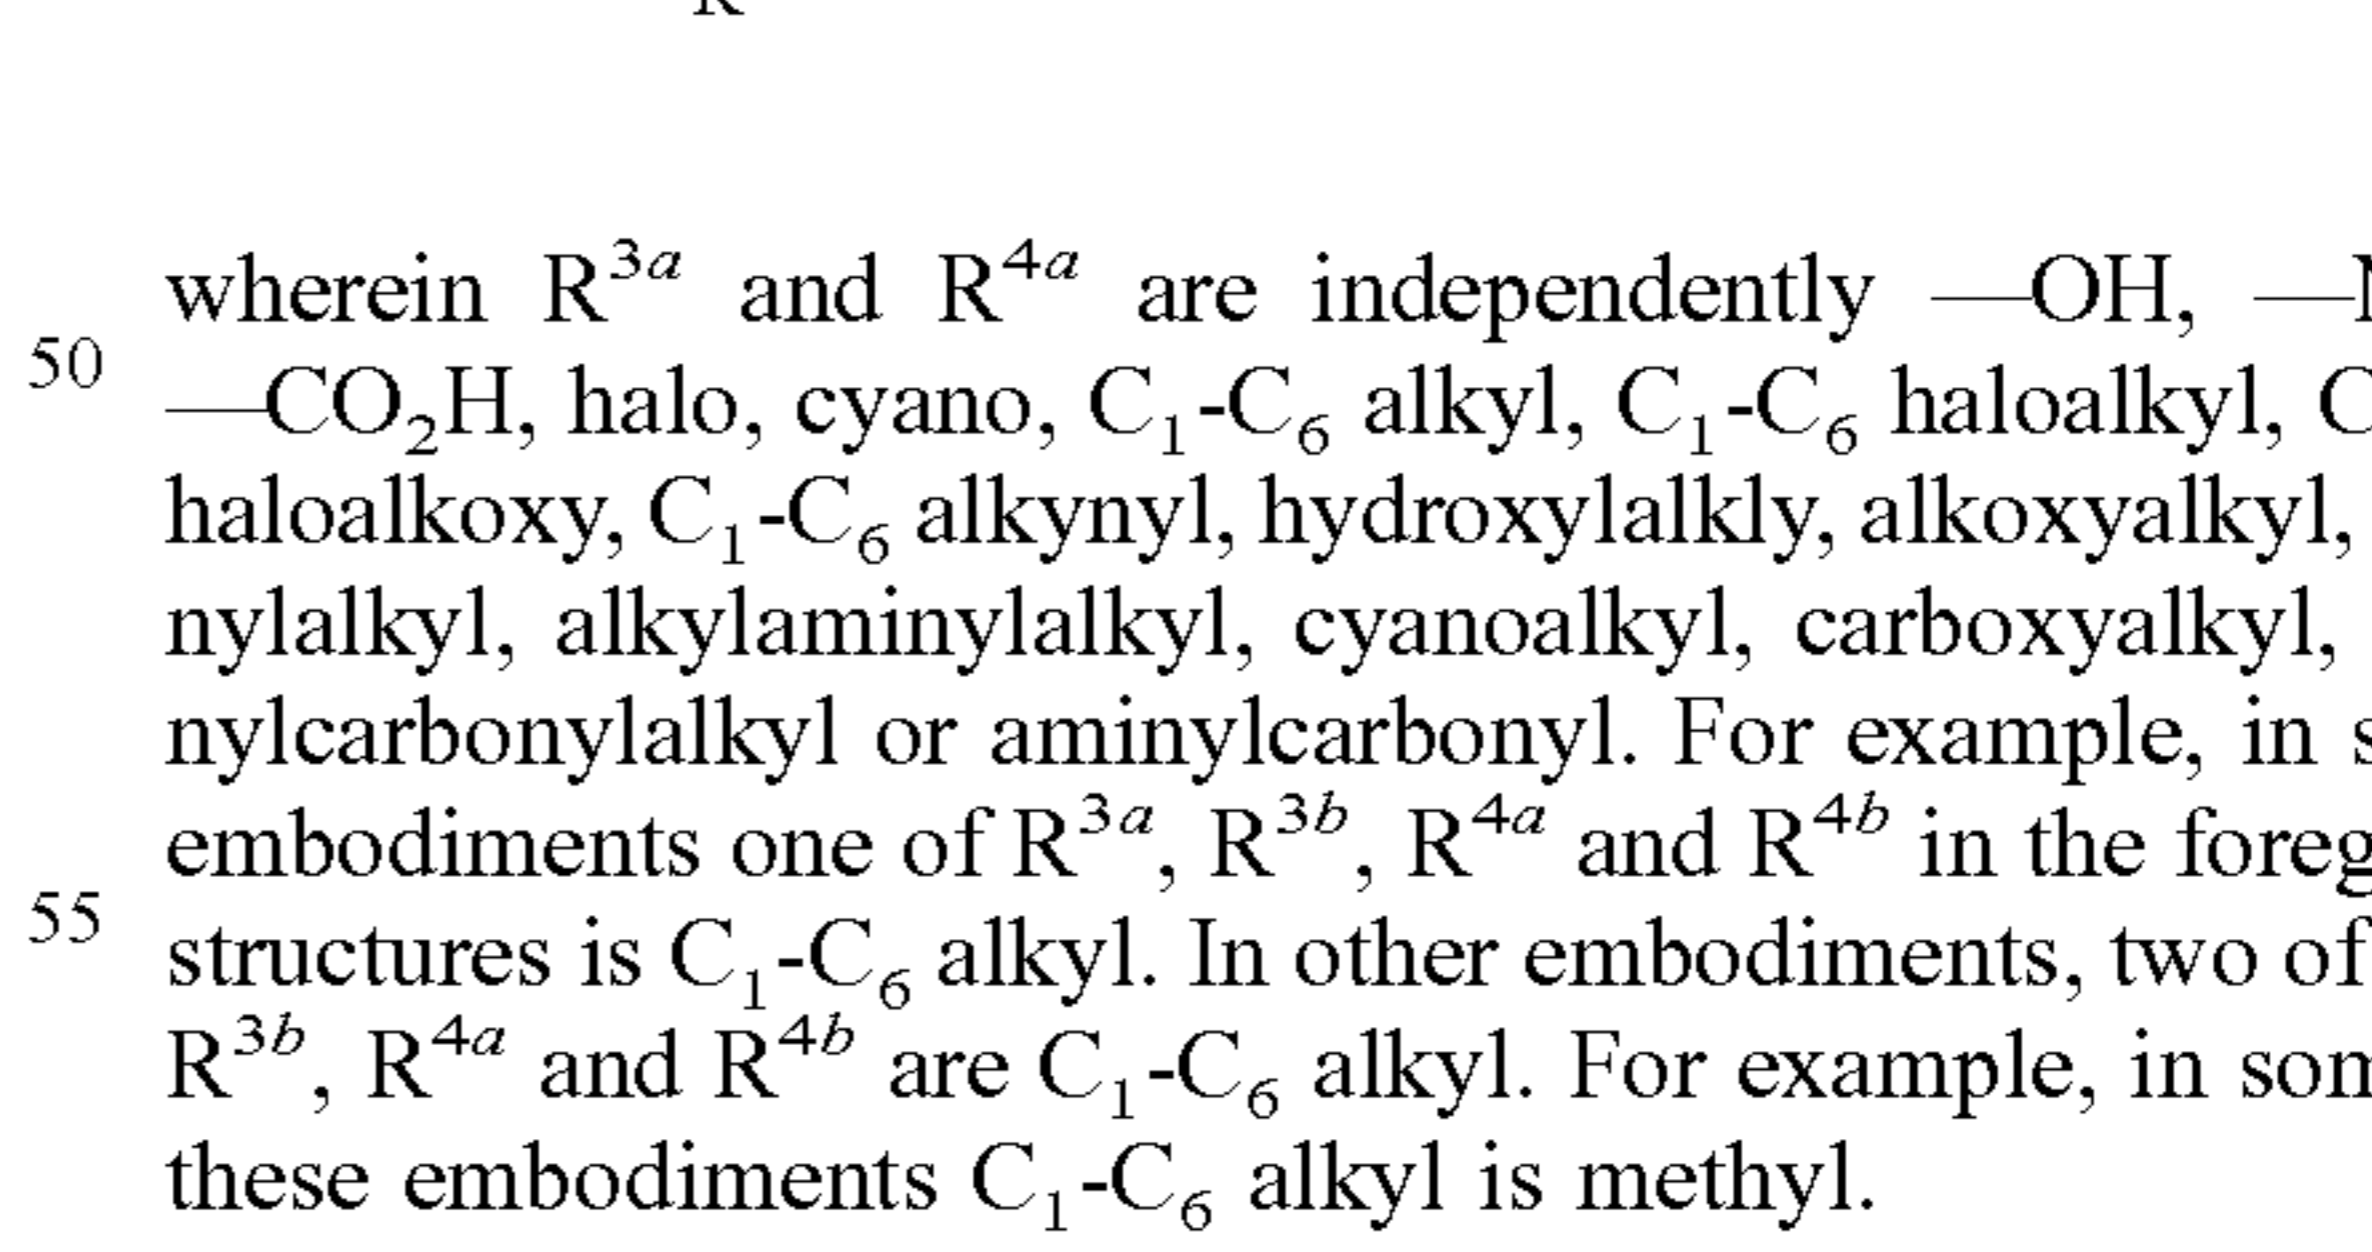 wherein R³ᵃ and R⁴ᵃ are independently —OH,
50
—CO₂H, halo, cyano, C₁-C₆ alkyl, C₁-C₆ haloalkyl,
haloalkoxy, C₁-C₆ alkynyl, hydroxylalkly, alkoxyalkyl,
nylalkyl, alkylaminylalkyl, cyanoalkyl, carboxyalkyl,
nylcarbonylalkyl or aminylcarbonyl. For example, in
embodiments one of R³ᵃ, R³ᵇ, R⁴ᵃ and R⁴ᵇ in the foreg
55
structures is C₁-C₆ alkyl. In other embodiments, two of
R³ᵇ, R⁴ᵃ and R⁴ᵇ are C₁-C₆ alkyl. For example, in som
these embodiments C₁-C₆ alkyl is methyl.